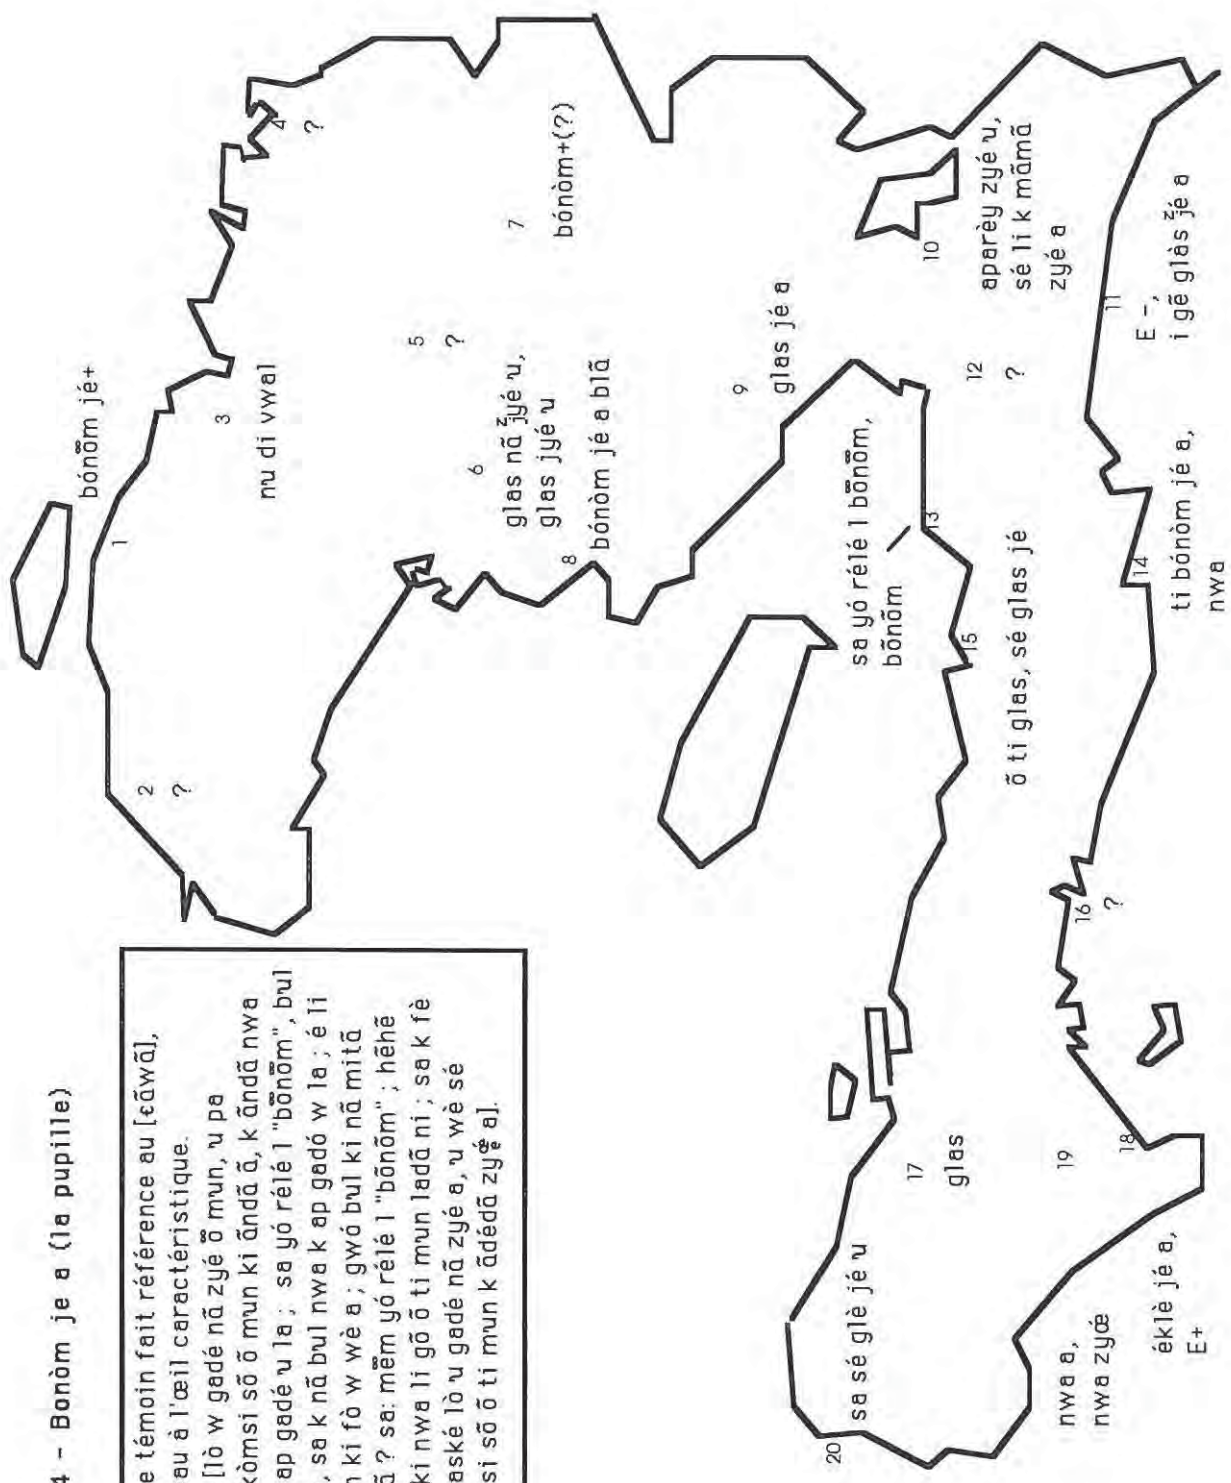 4 - Bonòm je a (la pupille)
e témoin fait référence au [ɛ̃ãwã],
au à l'œil caractéristique.
[lò w gadé nã zyé õ mun, u pa
kòmsi sõ õ mun ki ãndã ã, k ãndã nwa
ap gadé u la ; sa yó rélé l "bõnõm", bul
, sa k nã bul nwa k ap gadó w la ; é li
n ki fò w wè a ; gwó bul ki nã mitã
ã ? sa: mẽm yó rélé l "bõnõm" ; hẽhẽ
ki nwa li gõ õ ti mun ladã ni ; sa k fè
aské lò u gadé nã zyé a, u wè sé
si sõ õ ti mun k ãdédã a].
bónõm jé+
1
2
?
3
nu di vwal
4
?
5
?
6
glas nã jyé u,
glas jyé u
7
bónòm+(?)
8
bónòm jé a blã
9
glas jé a
10
aparèy zyé u,
sé li k mãmã
zyé a
11
E -,
i gẽ glàs jé a
12
?
sa yó rélé l bõnõm,
bõnõm
13
14
ti bónòm jé a,
nwa
15
õ ti glas, sé glas jé
16
?
17
glas
18
éklè jé a,
E+
19
nwa a,
nwa zyœ
20
sa sé glè jé u